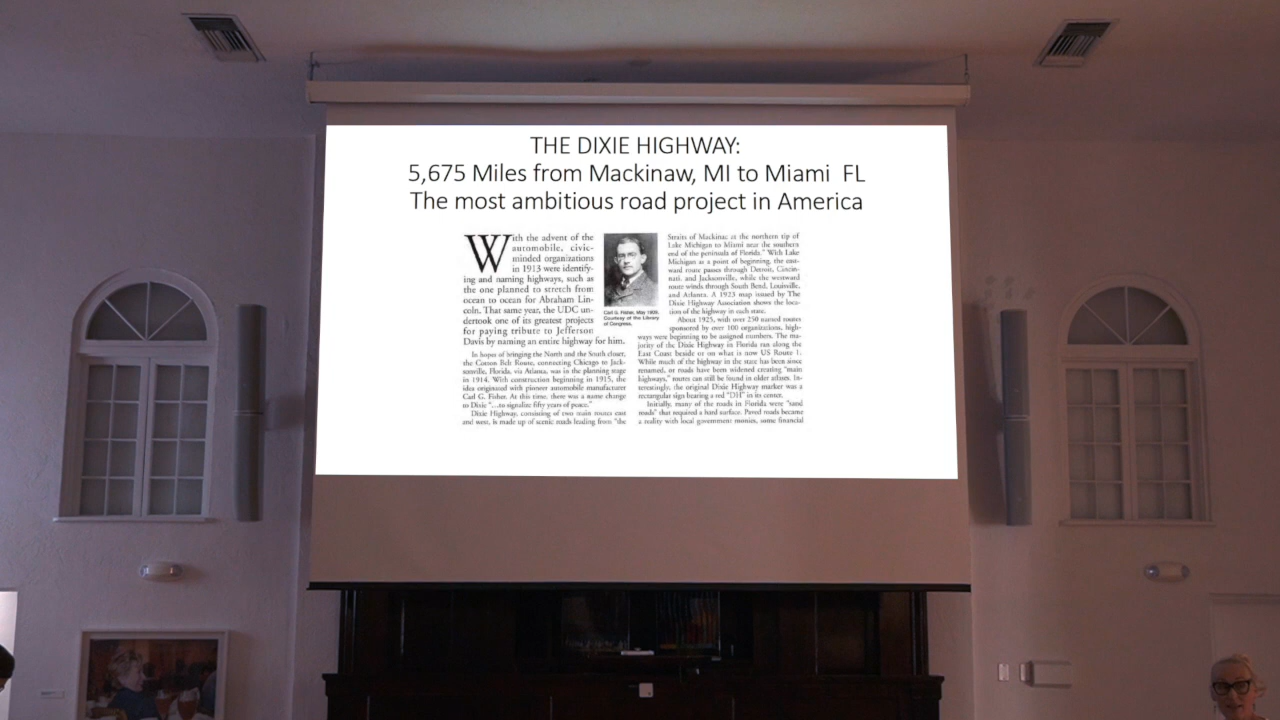 THE DIXIE HIGHWAY:
5,675 Miles from Mackinaw, MI to Miami FL
The most ambitious road project in America
With the advent of the
automobile, civic-
minded organizations
in 1913 were identify-
ing and naming highways, such as
the one planned to stretch from
ocean to ocean for Abraham Lin-
coln. That same year, the UDC un-
dertook one of its greatest projects
for paying tribute to Jefferson
Davis by naming an entire highway for him.
In hopes of bringing the North and the South closer,
the Cotton Belt Route, connecting Chicago to Jack-
sonville, Florida, via Atlanta, was in the planning stage
in 1914. With construction beginning in 1915, the
idea originated with pioneer automobile manufacturer
Carl G. Fisher. At this time, there was a name change
to Dixie "...to signalize fifty years of peace."
Dixie Highway, consisting of two main routes east
and west, is made up of scenic roads leading from "the
Carl G. Fisher, May 1909,
Courtesy of the Library
of Congress.
Straits of Mackinac at the northern tip of
Lake Michigan to Miami near the southern
end of the peninsula of Florida." With Lake
Michigan as a point of beginning, the east-
ward route passes through Detroit, Cincin-
nati, and Jacksonville, while the westward
route winds through South Bend, Louisville,
and Atlanta. A 1923 map issued by The
Dixie Highway Association shows the loca-
tion of the highway in each state.
About 1925, with over 250 named routes
sponsored by over 100 organizations, high-
ways were beginning to be assigned numbers. The ma-
jority of the Dixie Highway in Florida ran along the
East Coast beside or on what is now US Route 1.
While much of the highway in the state has been since
renamed, or roads have been widened creating "main
highways," routes can still be found in older atlases. In-
terestingly, the original Dixie Highway marker was a
rectangular sign bearing a red "DH" in its center.
Initially, many of the roads in Florida were "sand
roads" that required a hard surface. Paved roads became
a reality with local government monies, some financial